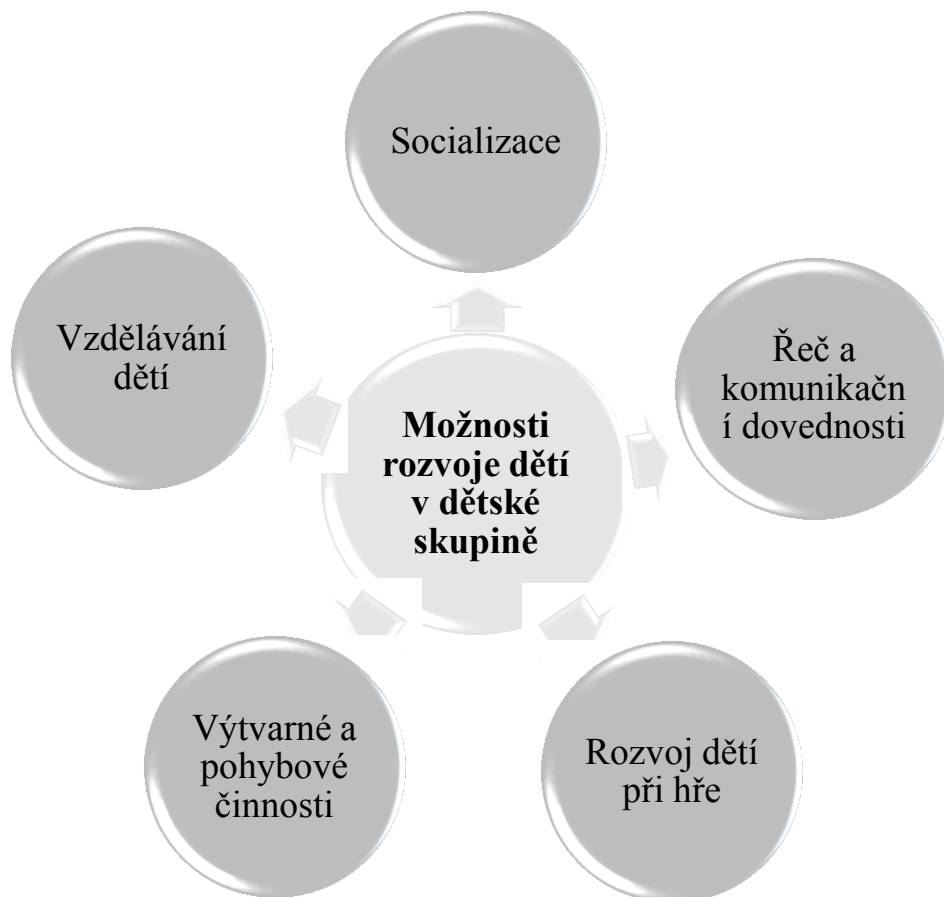 Socializace
Vzdělávání
dětí
Řeč a
komunikačn
í dovednosti
Možnosti
rozvoje dětí
v dětské
skupině
Výtvarné a
pohybové
činnosti
Rozvoj dětí
při hře